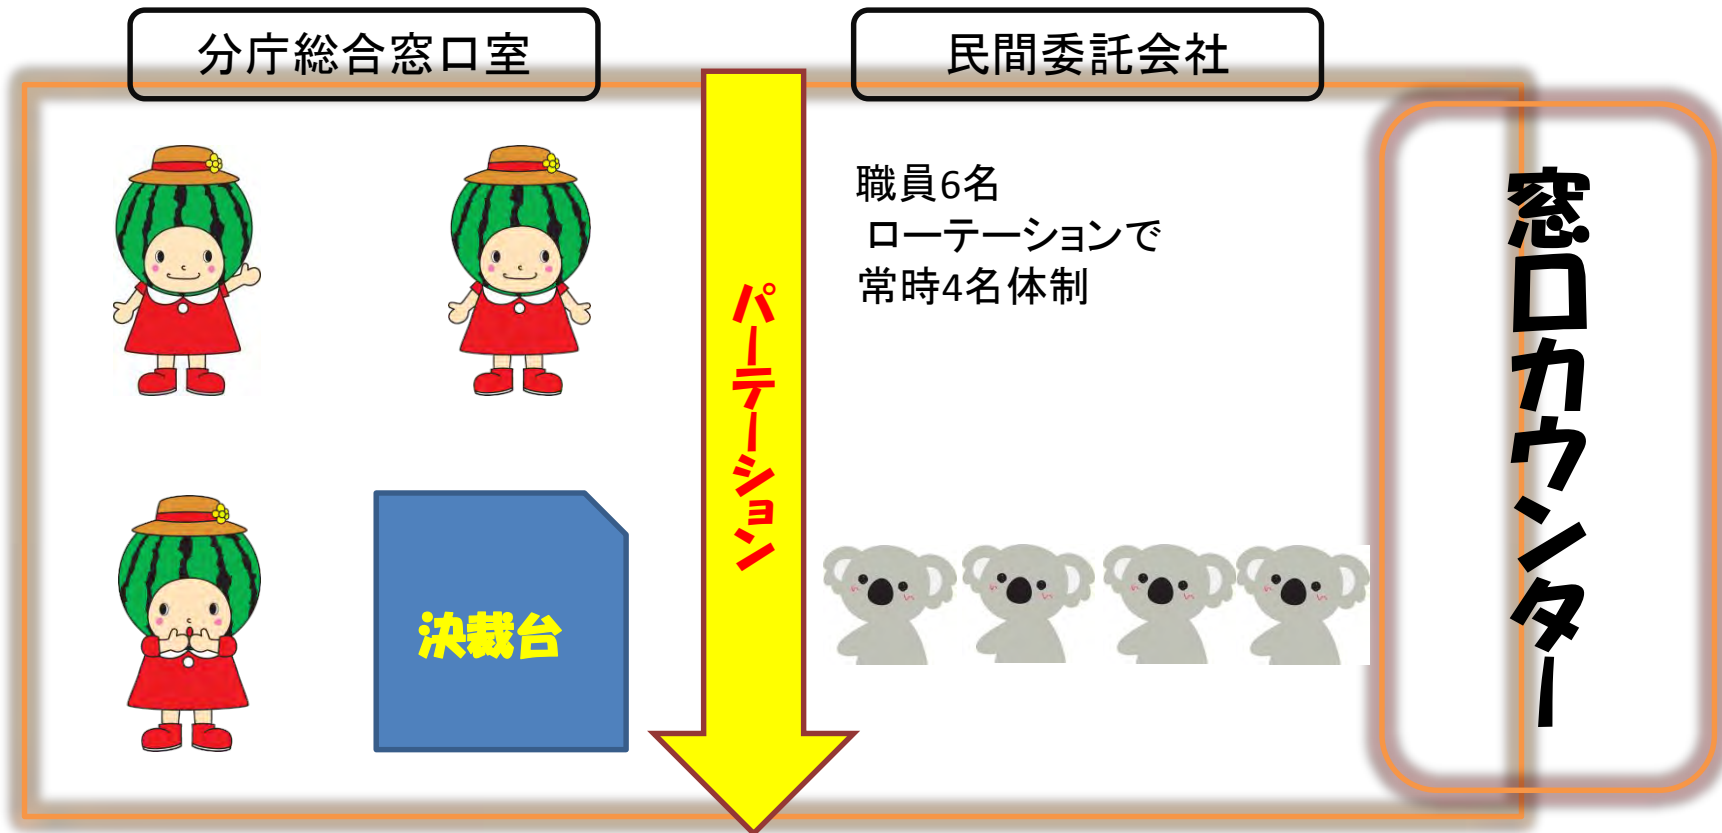 分庁総合窓口室
民間委託会社
職員6名
ローテーションで
常時4名体制
パーテーション
決裁台
窓口カウンター